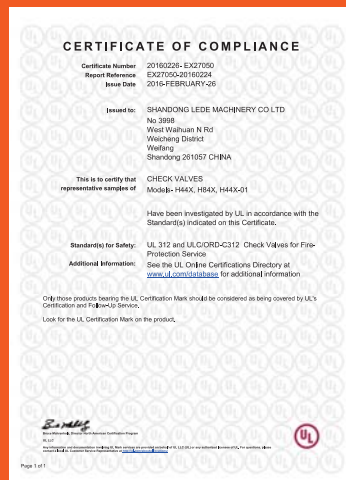 CERTIFICATE OF COMPLIANCE
Certificate Number 20160226- EX27050
Report Reference EX27050-20160224
Issue Date 2016-FEBRUARY-26
Issued to: SHANDONG LEDE MACHINERY CO LTD
No 3998
West Waihuan N Rd
Weicheng District
Weifang
Shandong 261057 CHINA
This is to certify that CHECK VALVES
representative samples of Models- H44X, H84X, H44X-01
Have been investigated by UL in accordance with the
Standard(s) indicated on this Certificate.
Standard(s) for Safety: UL 312 and ULC/ORD-C312 Check Valves for Fire-
Protection Service
Additional Information: See the UL Online Certifications Directory at
www.ul.com/database for additional information
Only those products bearing the UL Certification Mark should be considered as being covered by UL's
Certification and Follow-Up Service.
Look for the UL Certification Mark on the product.
UL LLC
UL
Page 1 of 1